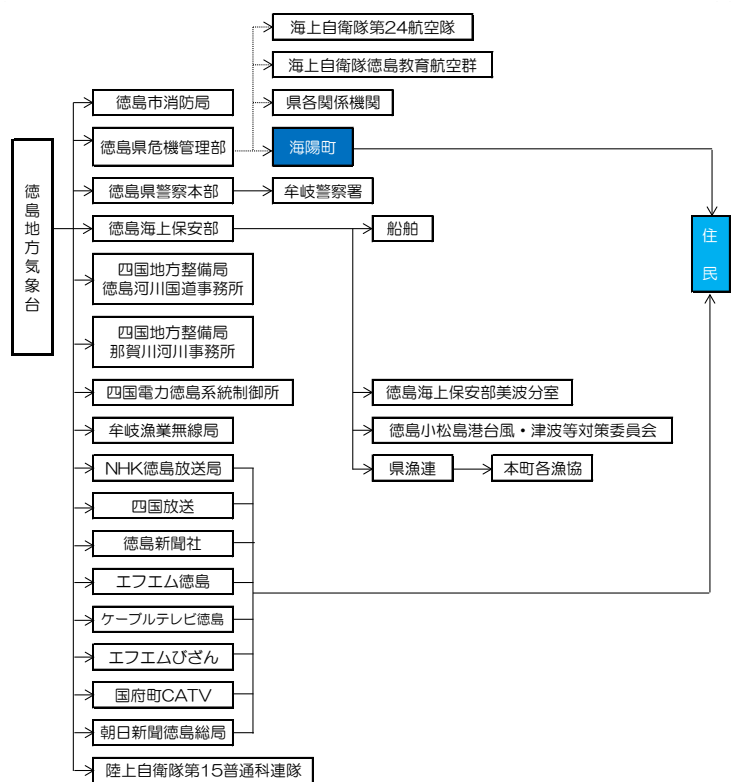 海上自衛隊第24航空隊
海上自衛隊徳島教育航空群
徳島市消防局
県各関係機関
徳島県危機管理部
海陽町
徳島県警察本部
牟岐警察署
徳島地方気象台
徳島海上保安部
船舶
住民
四国地方整備局
徳島河川国道事務所
四国地方整備局
那賀川河川事務所
四国電力徳島系統制御所
徳島海上保安部美波分室
牟岐漁業無線局
徳島小松島港台風・津波等対策委員会
NHK徳島放送局
県漁連
本町各漁協
四国放送
徳島新聞社
エフエム徳島
ケーブルテレビ徳島
エフエムびざん
国府町CATV
朝日新聞徳島総局
陸上自衛隊第15普通科連隊